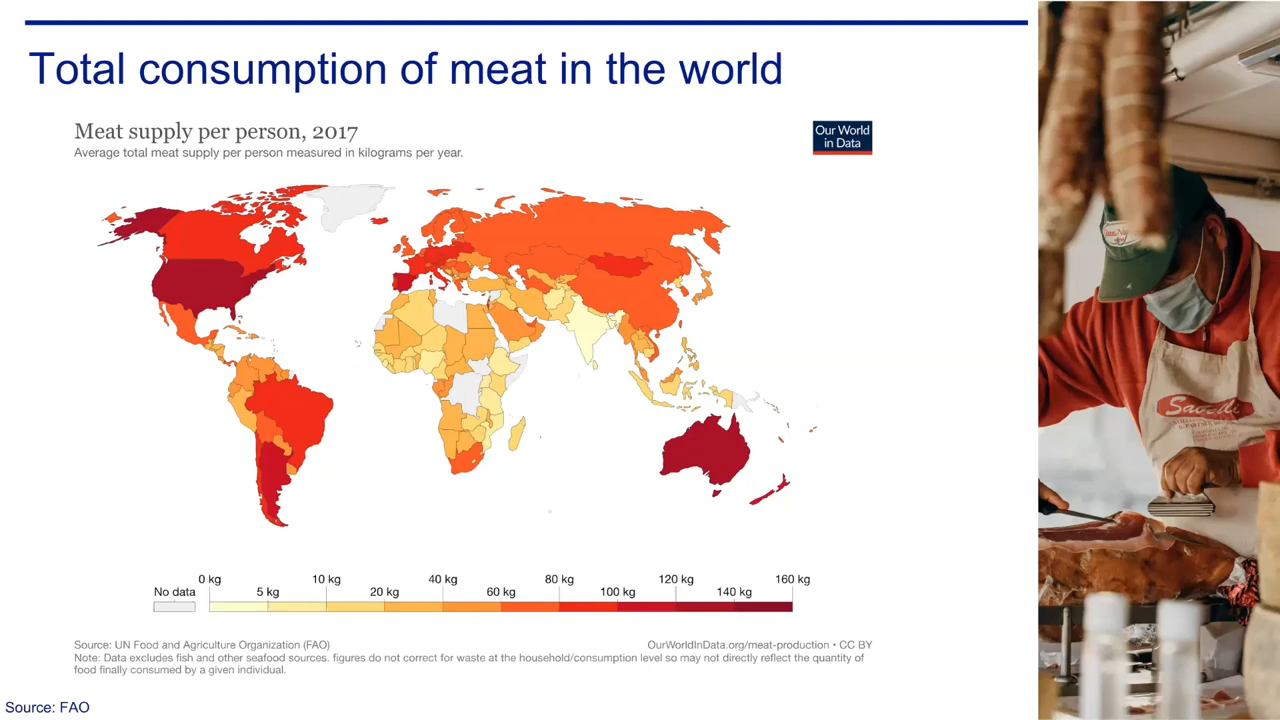 Total consumption of meat in the world
Meat supply per person, 2017
Average total meat supply per person measured in kilograms per year.
Our World
in Data
No data
0 kg
5 kg
10 kg
20 kg
40 kg
60 kg
80 kg
100 kg
120 kg
140 kg
160 kg
Source: UN Food and Agriculture Organization (FAO)
OurWorldInData.org/meat-production • CC BY
Note: Data excludes fish and other seafood sources. figures do not correct for waste at the household/consumption level so may not directly reflect the quantity of
food finally consumed by a given individual.
Source: FAO